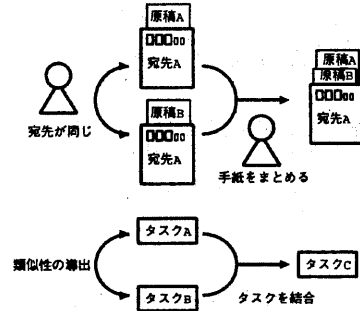 原稿A
宛先A
宛先が同じ
原稿B
宛先A
手紙をまとめる
原稿A
原稿B
宛先A
類似性の導出
タスクA
タスクB
タスクを結合
タスクC